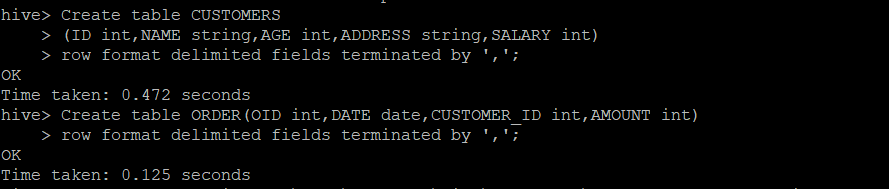 hive> Create table CUSTOMERS
> (ID int,NAME string,AGE int,ADDRESS string,SALARY int)
> row format delimited fields terminated by ',';
OK
Time taken: 0.472 seconds
hive> Create table ORDER(OID int,DATE date,CUSTOMER_ID int,AMOUNT int)
> row format delimited fields terminated by ',';
OK
Time taken: 0.125 seconds